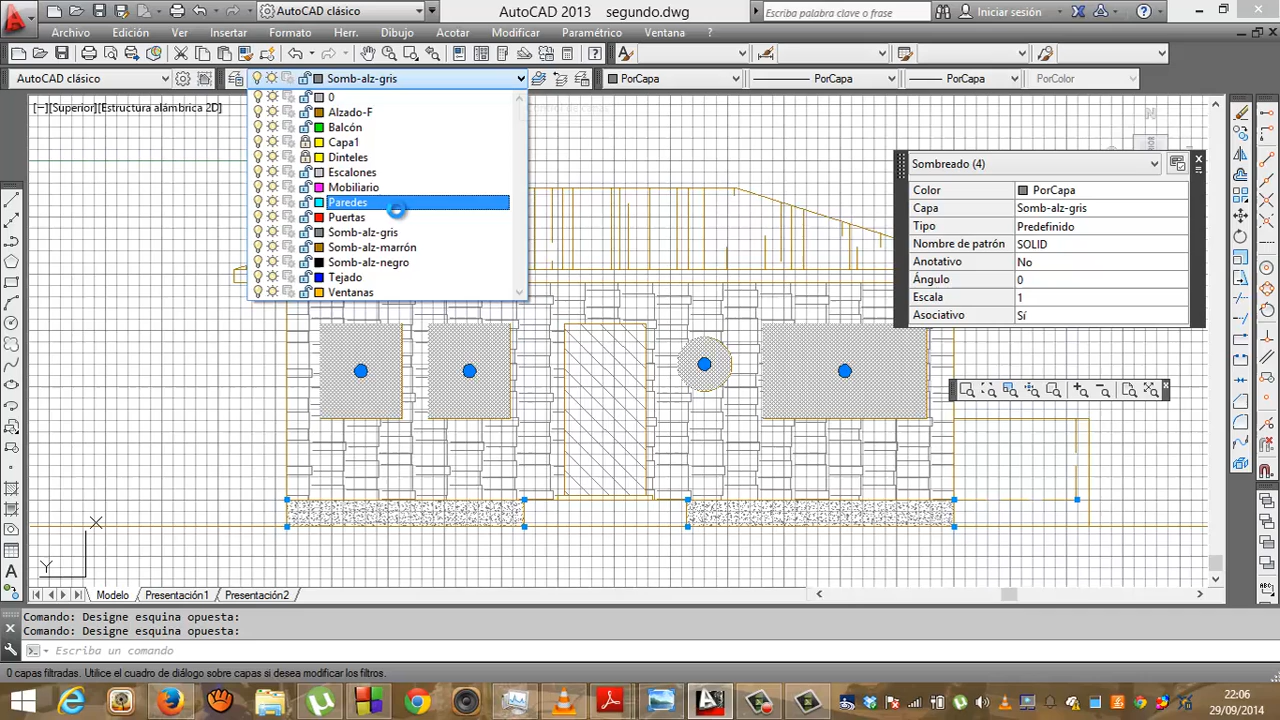 AutoCAD clásico
AutoCAD 2013 segundo.dwg
Escriba palabra clave o frase
Iniciar sesión
Archivo Edición Ver Insertar Formato Herr. Dibujo Acotar Modificar Paramétrico Ventana ?
AutoCAD clásico
Somb-alz-gris
PorCapa
PorCapa
PorCapa
PorColor
[−][Superior][Estructura alámbrica 2D]
0
Alzado-F
Balcón
Capa1
Dinteles
Escalones
Mobiliario
Paredes
Puertas
Somb-alz-gris
Somb-alz-marrón
Somb-alz-negro
Tejado
Ventanas
Sombreado (4)
Color PorCapa
Capa Somb-alz-gris
Tipo Predefinido
Nombre de patrón SOLID
Anotativo No
Ángulo 0
Escala 1
Asociativo Sí
Y
Modelo Presentación1 Presentación2
Comando: Designe esquina opuesta:
Comando: Designe esquina opuesta:
Escriba un comando
0 capas filtradas. Utilice el cuadro de diálogo sobre capas si desea modificar los filtros.
22:06
29/09/2014